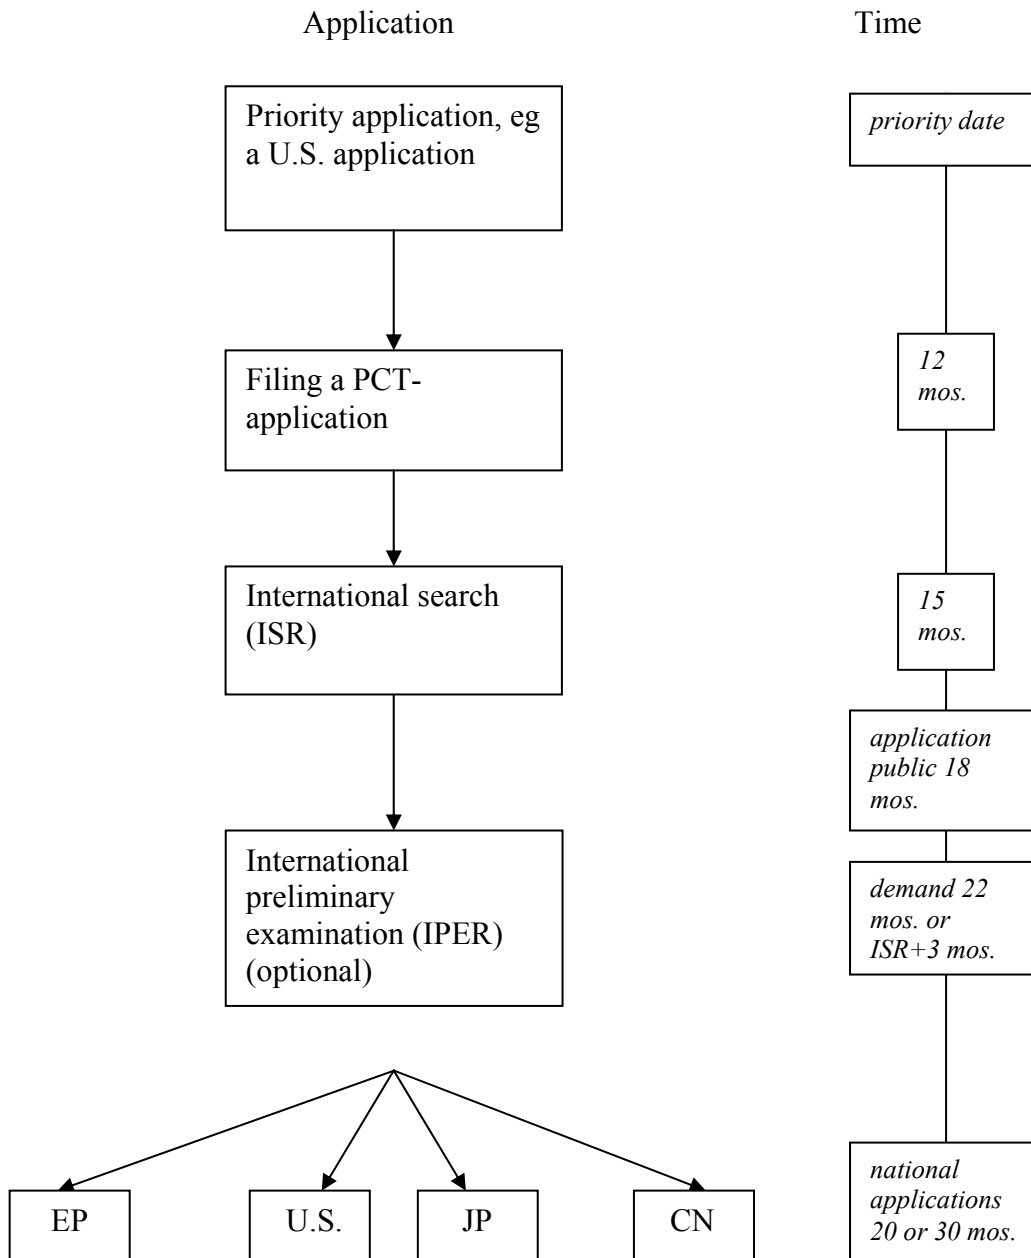 Application
Time
Priority application, eg
a U.S. application
priority date
Filing a PCT-
application
12
mos.
International search
(ISR)
15
mos.
application
public 18
mos.
International
preliminary
examination (IPER)
(optional)
demand 22
mos. or
ISR+3 mos.
EP
U.S.
JP
CN
national
applications
20 or 30 mos.